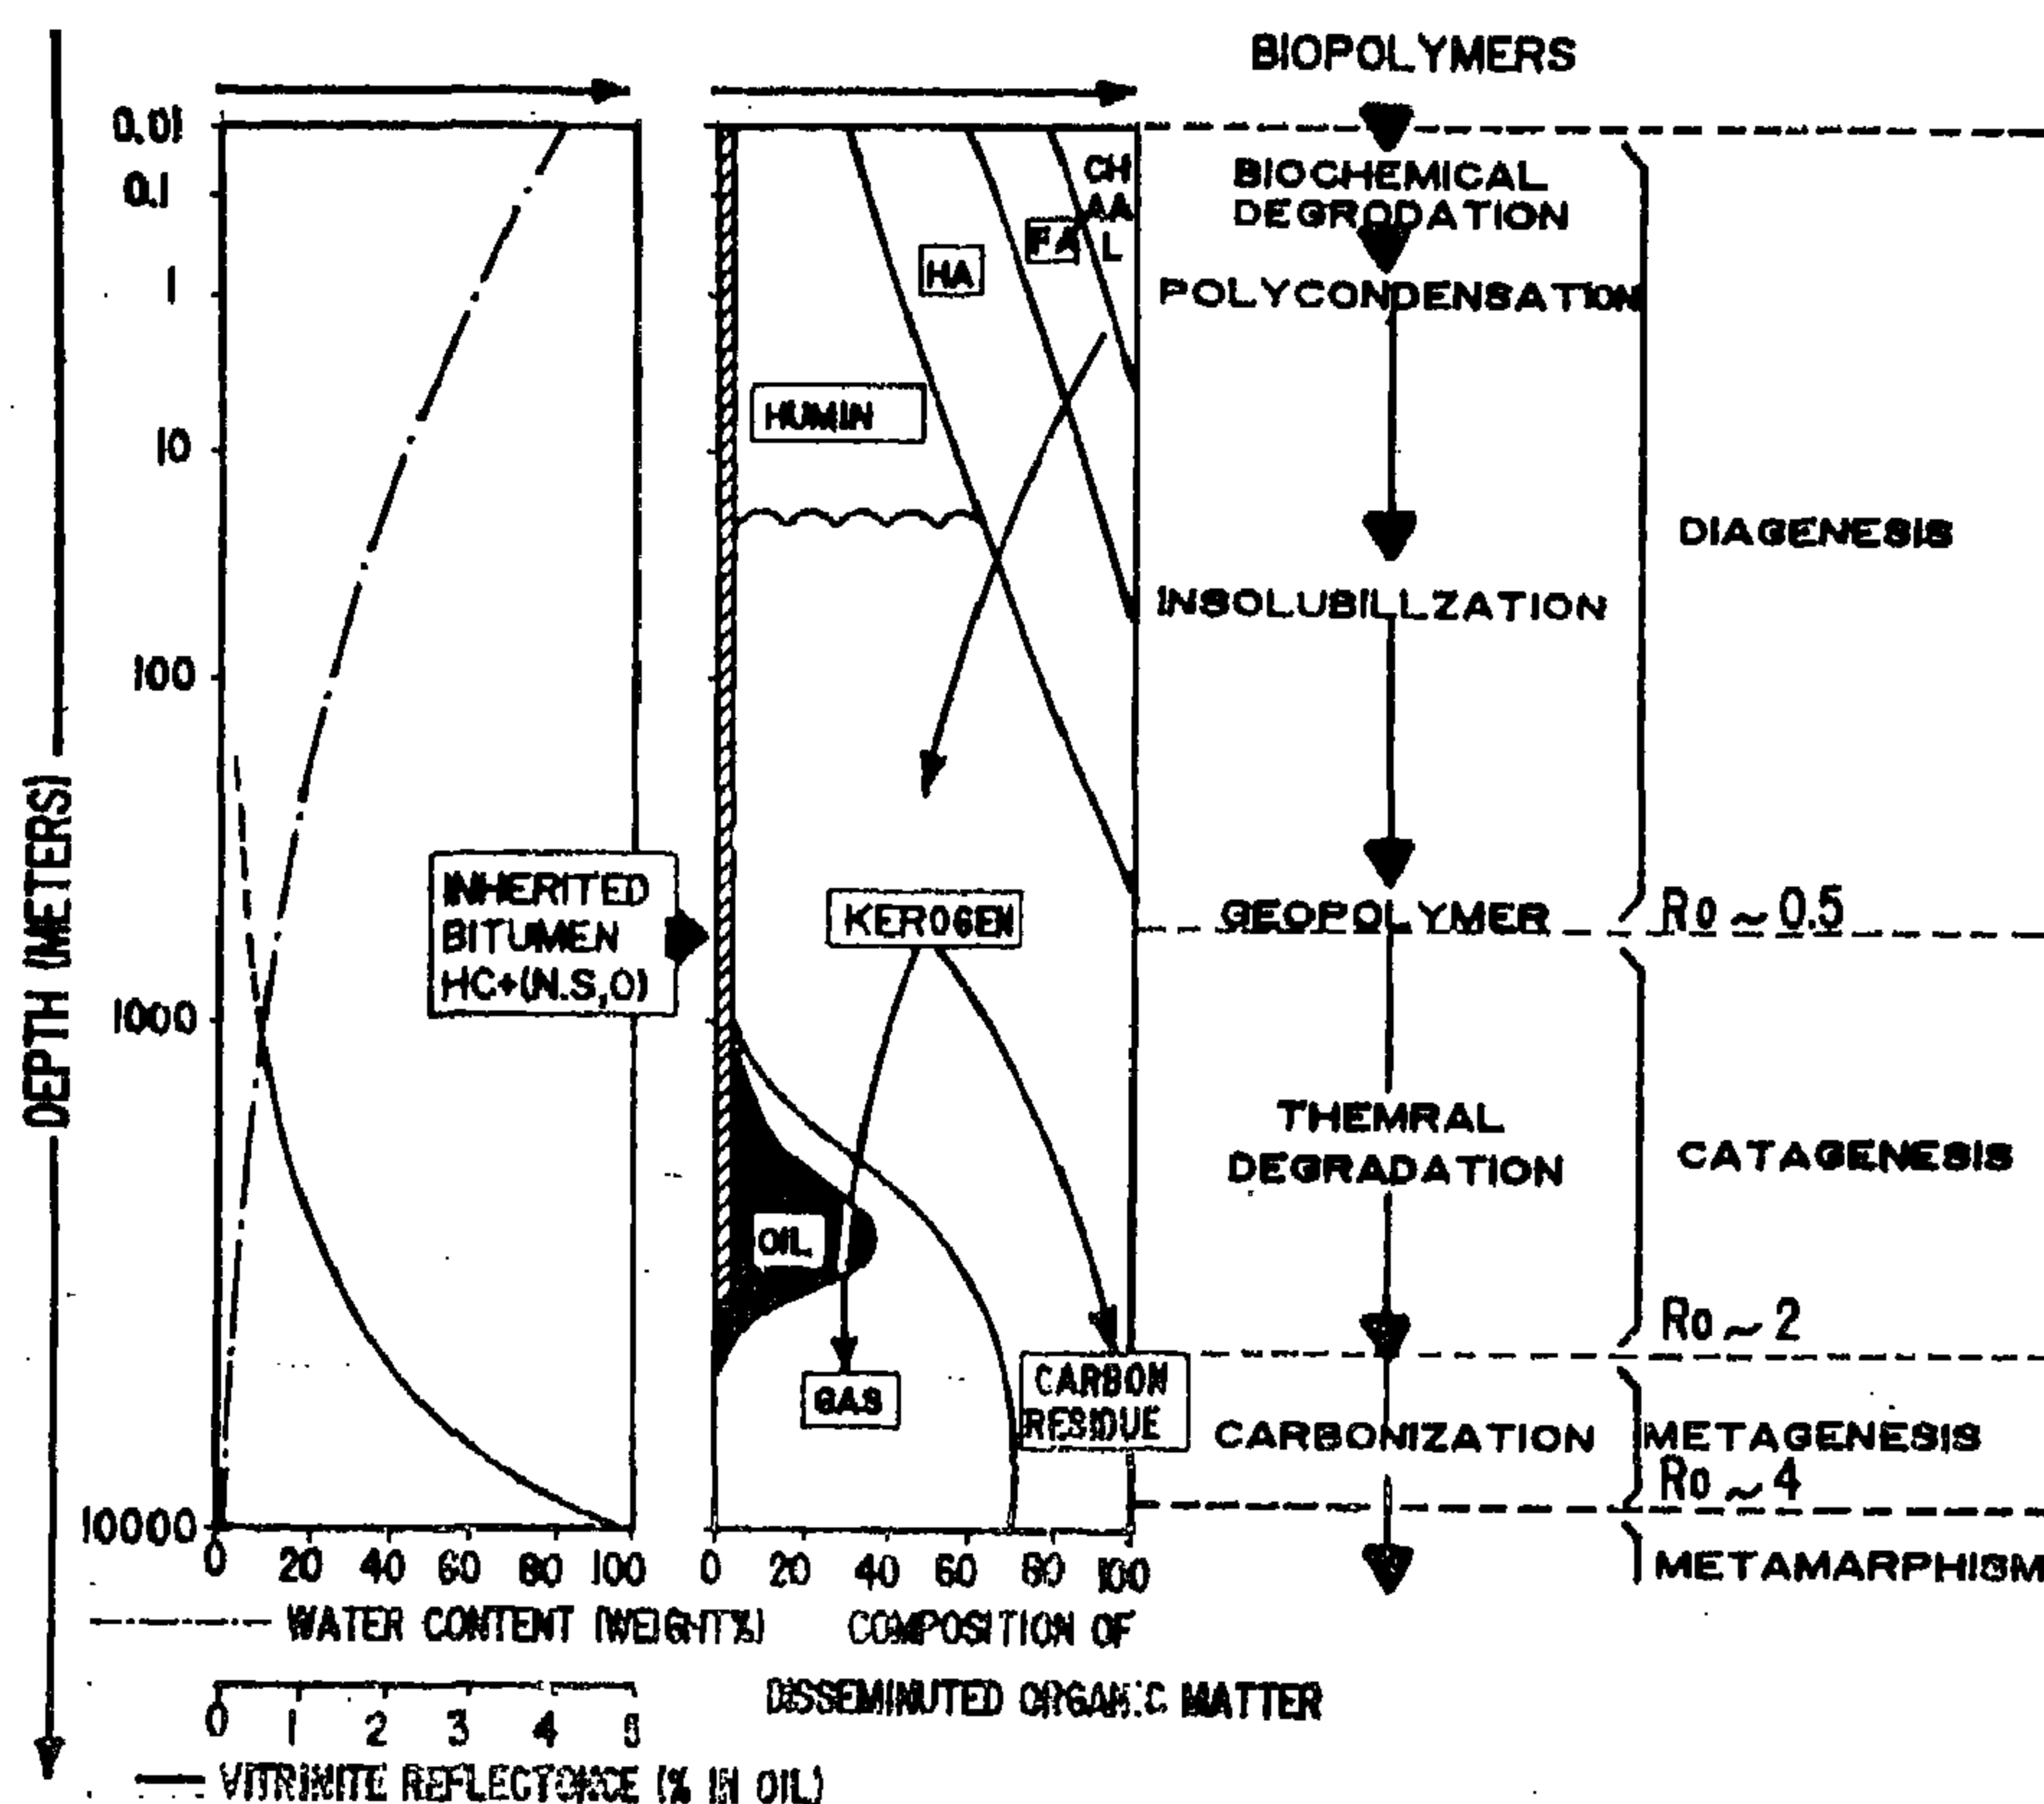 BIOPOLYMERS
0.01
0.1
1
10
100
1000
10000
DEPTH (METERS)
INHERITED
BITUMEN
HC+(N.S,O)
0 20 40 60 80 100
WATER CONTENT (WEIGHT%)
0 1 2 3 4 5
VITRINITE REFLECTONCE (% IN OIL)
CH
AA
L
FA
HA
HUMIN
KEROGEN
OIL
GAS
CARBON
RESIDUE
0 20 40 60 80 100
COMPOSITION OF
DISSEMINUTED ORGANIC MATTER
BIOCHEMICAL
DEGRODATION
POLYCONDENSATION
INSOLUBILLZATION
GEOPOLYMER
THEMRAL
DEGRADATION
CARBONIZATION
DIAGENESIS
Ro ~ 0.5
CATAGENESIS
Ro ~ 2
METAGENESIS
Ro ~ 4
METAMARPHISM